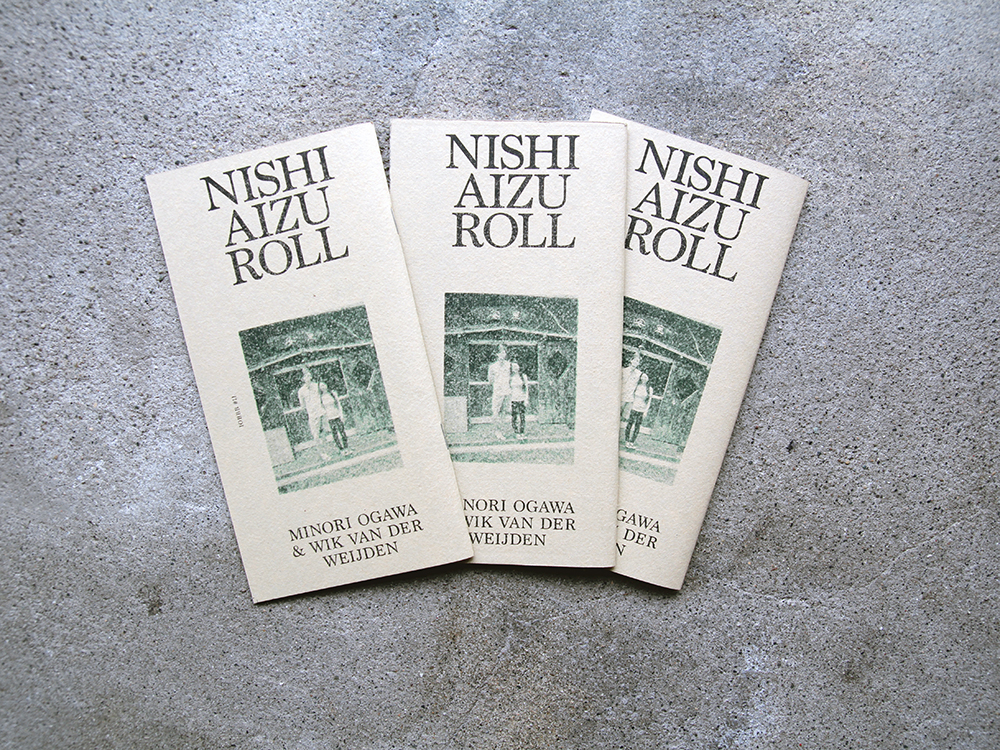 NISHI
AIZU
ROLL
MINORI OGAWA
& WIK VAN DER
WEIJDEN
NISHI
AIZU
ROLL
NORI OGAWA
WIK VAN DER
WEIJDEN
NISHI
AIZU
ROLL
GAWA
DER
N